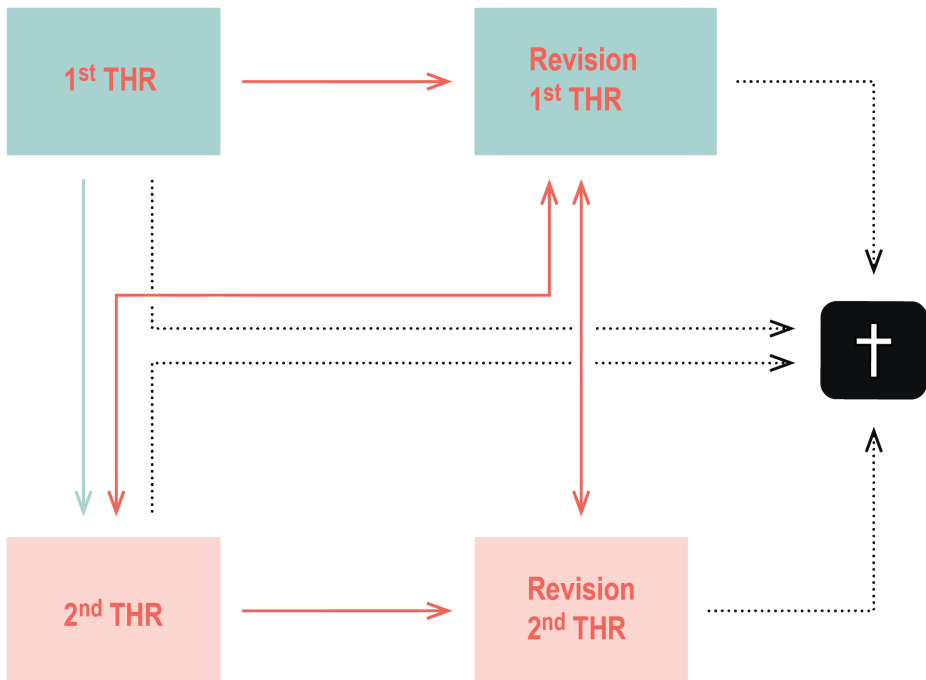 1st THR
Revision
1st THR
2nd THR
Revision
2nd THR